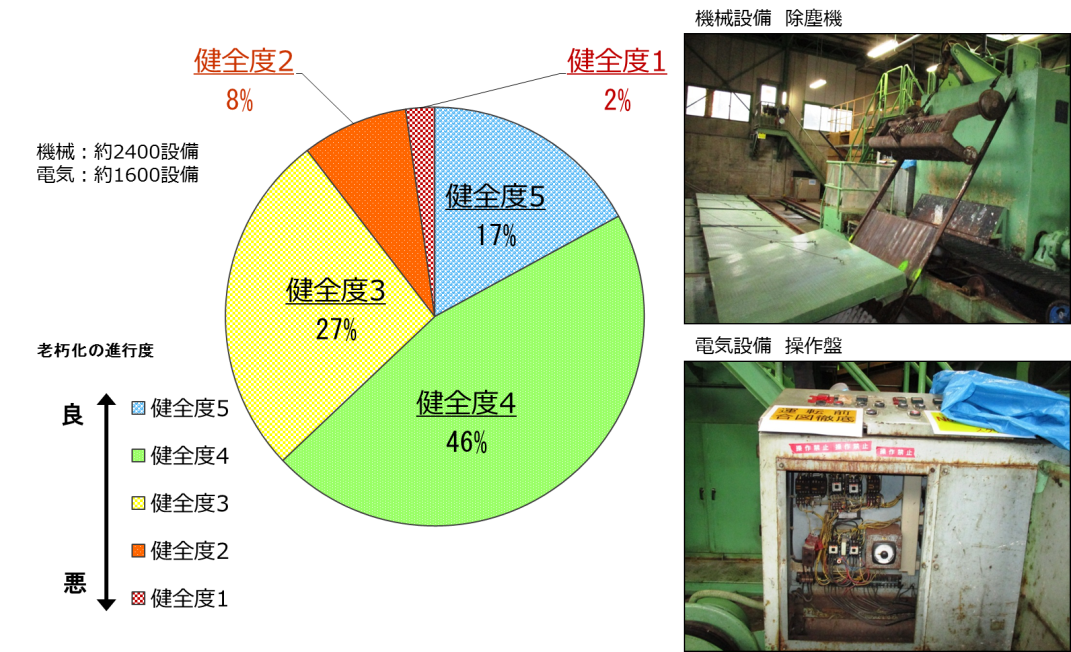 機械設備　除塵機
健全度2
8%
健全度1
2%
機械：約2400設備
電気：約1600設備
健全度5
17%
健全度3
27%
健全度4
46%
老朽化の進行度
良
健全度5
健全度4
健全度3
健全度2
悪
健全度1
電気設備　操作盤
運転前
合図徹底
操作禁止 操作禁止 操作禁止